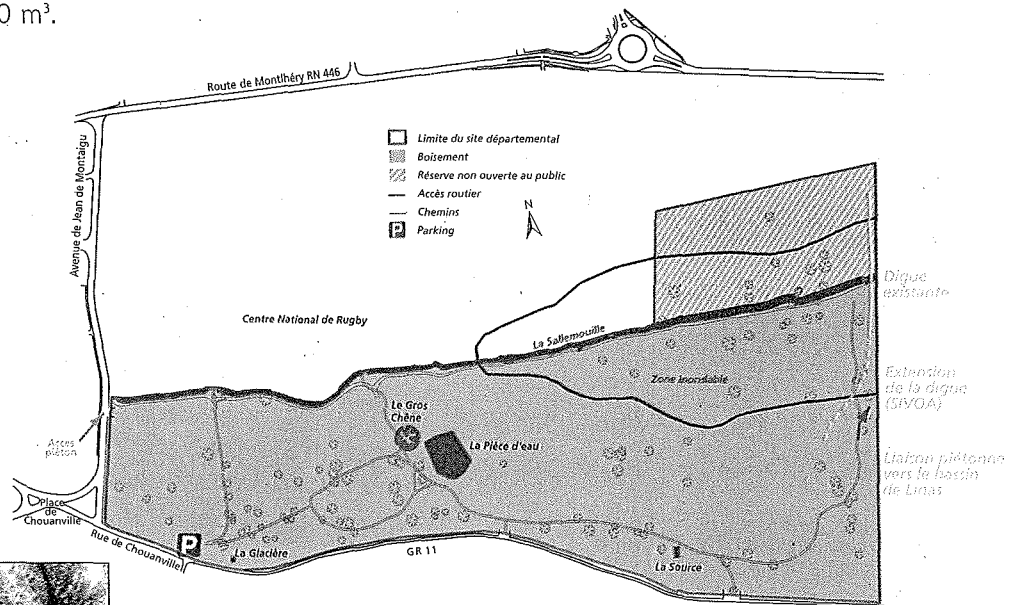 0 m³.
Route de Montlhéry RN 446
Limite du site départemental
Boisement
Réserve non ouverte au public
Accès routier
Chemins
P Parking
N
Avenue de Jean de Montaigu
Centre National de Rugby
La Sallemouille
Zone inondable
Digue
existante
Extension
de la digue
(SIVOA)
Liaison piétonne
vers le bassin
de Linas
Le Gros
Chêne
La Pièce d'eau
Accès
piéton
Place
de
Chouanville
Rue de Chouanville
P
La Glacière
GR 11
La Source